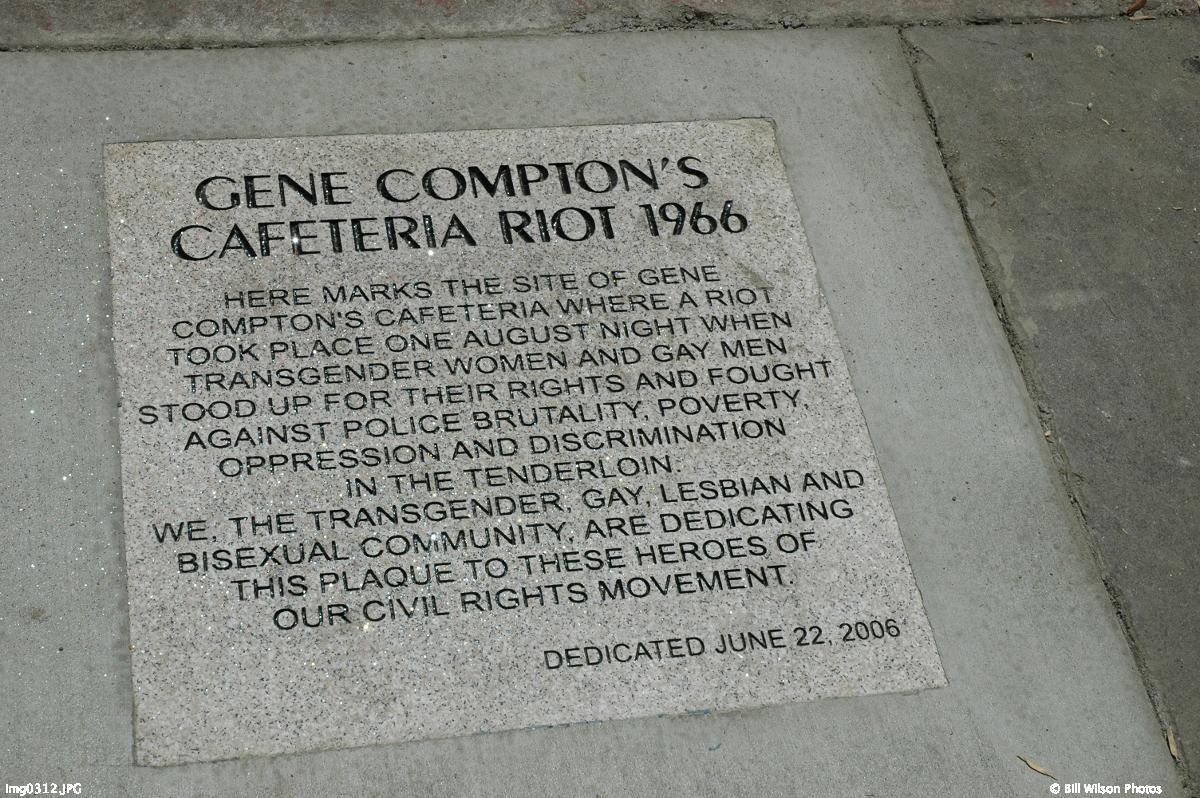 GENE COMPTON'S
CAFETERIA RIOT 1966
HERE MARKS THE SITE OF GENE
COMPTON'S CAFETERIA WHERE A RIOT
TOOK PLACE ONE AUGUST NIGHT WHEN
TRANSGENDER WOMEN AND GAY MEN
STOOD UP FOR THEIR RIGHTS AND FOUGHT
AGAINST POLICE BRUTALITY, POVERTY,
OPPRESSION AND DISCRIMINATION
IN THE TENDERLOIN.
WE, THE TRANSGENDER, GAY, LESBIAN AND
BISEXUAL COMMUNITY, ARE DEDICATING
THIS PLAQUE TO THESE HEROES OF
OUR CIVIL RIGHTS MOVEMENT.
DEDICATED JUNE 22, 2006
Img0312.JPG
© Bill Wilson Photos